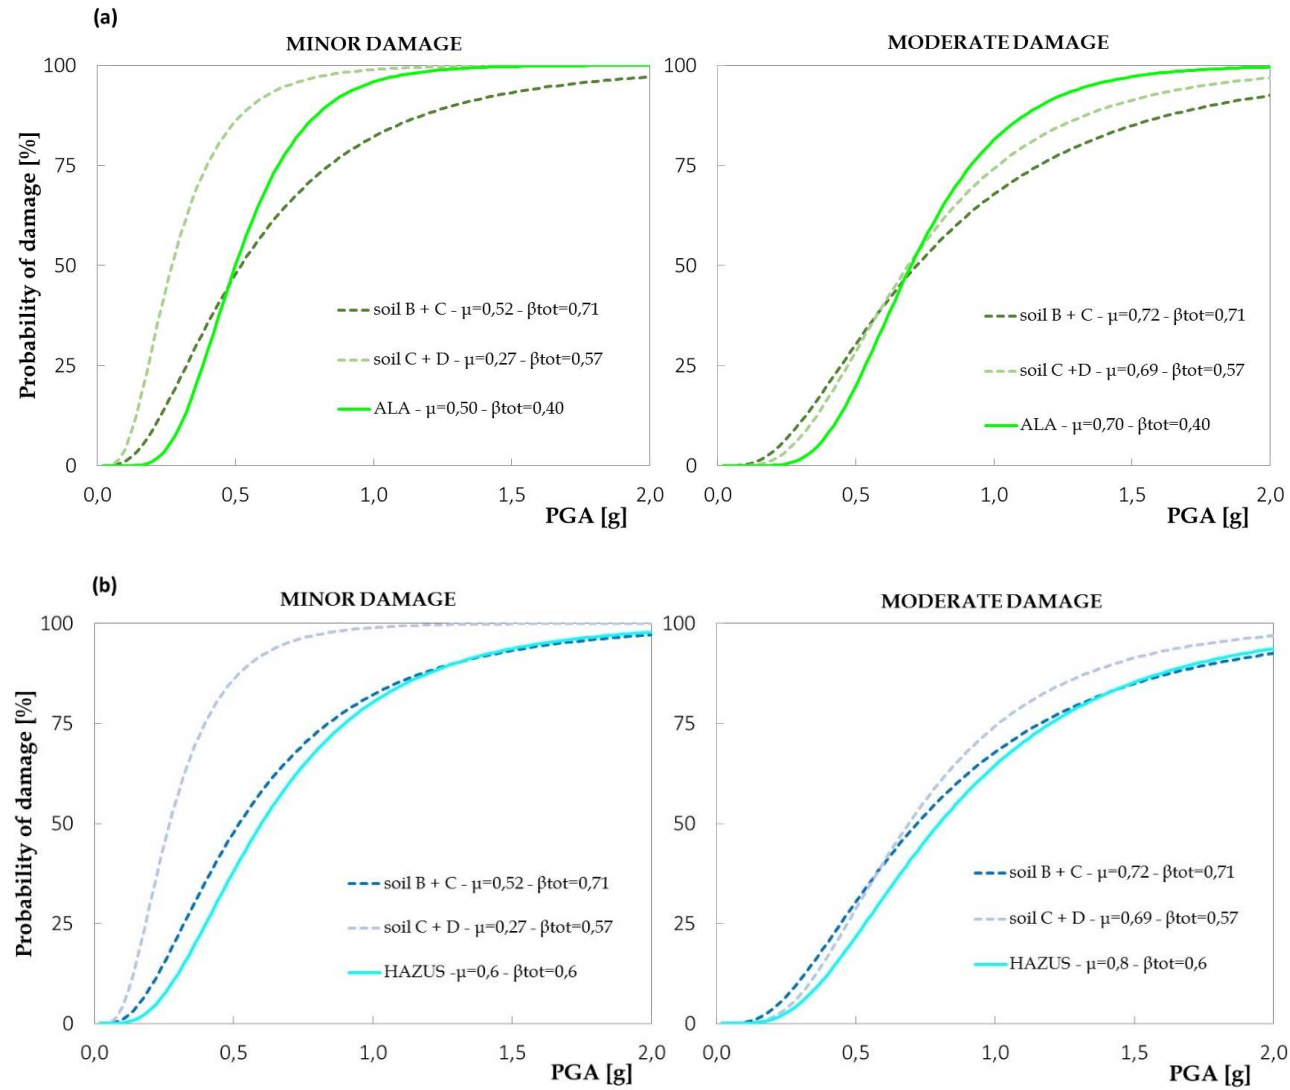 (a)
MINOR DAMAGE
Probability of damage [%]
100
75
50
25
0
soil B + C - μ=0,52 - βtot=0,71
soil C + D - μ=0,27 - βtot=0,57
ALA - μ=0,50 - βtot=0,40
0,0 0,5 1,0 1,5 2,0
PGA [g]
MODERATE DAMAGE
100
75
50
25
0
soil B + C - μ=0,72 - βtot=0,71
soil C +D - μ=0,69 - βtot=0,57
ALA - μ=0,70 - βtot=0,40
0,0 0,5 1,0 1,5 2,0
PGA [g]
(b)
MINOR DAMAGE
Probability of damage [%]
100
75
50
25
0
soil B + C - μ=0,52 - βtot=0,71
soil C + D - μ=0,27 - βtot=0,57
HAZUS -μ=0,6 - βtot=0,6
0,0 0,5 1,0 1,5 2,0
PGA [g]
MODERATE DAMAGE
100
75
50
25
0
soil B + C - μ=0,72 - βtot=0,71
soil C + D - μ=0,69 - βtot=0,57
HAZUS - μ=0,8 - βtot=0,6
0,0 0,5 1,0 1,5 2,0
PGA [g]